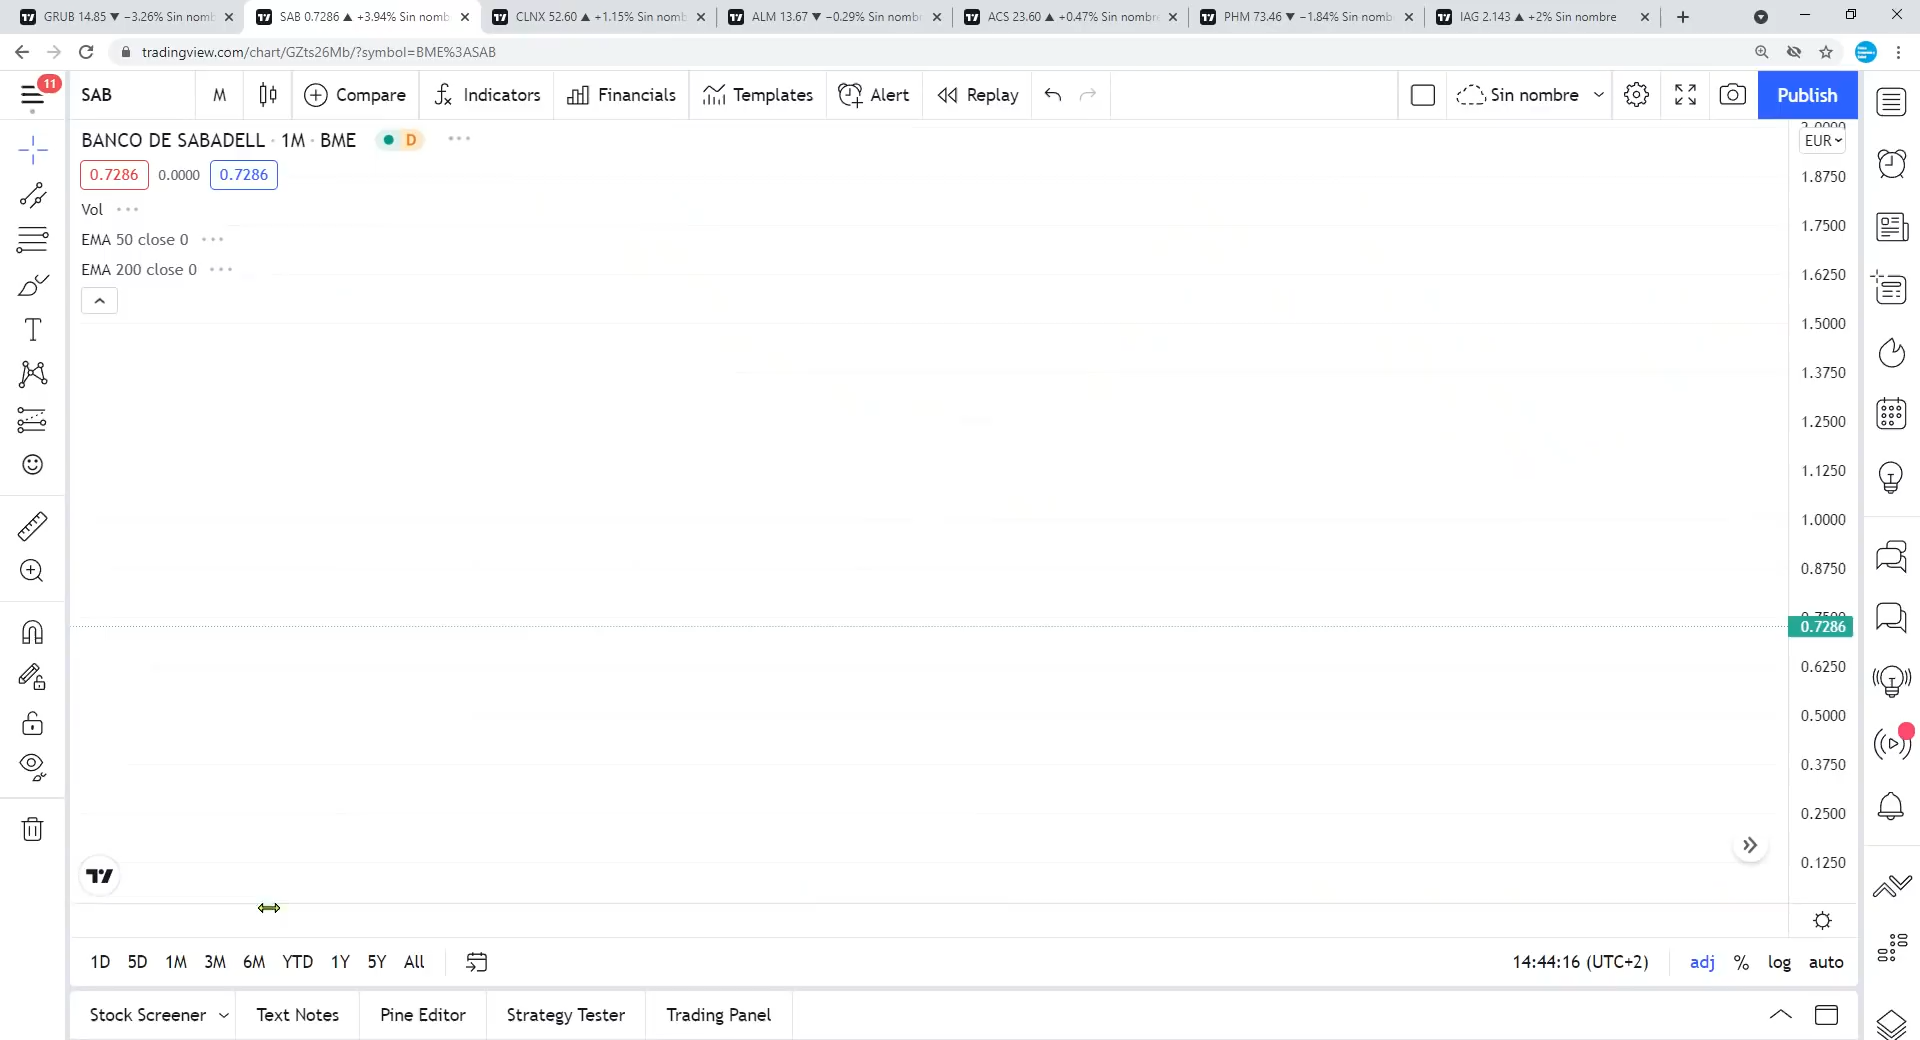 GRUB 14.85 ▼ −3.26% Sin nomb
SAB 0.7286 ▲ +3.94% Sin nomb
CLNX 52.60 ▲ +1.15% Sin nomb
ALM 13.67 ▼ −0.29% Sin nombr
ACS 23.60 ▲ +0.47% Sin nombre
PHM 73.46 ▼ −1.84% Sin nomb
IAG 2.143 ▲ +2% Sin nombre
tradingview.com/chart/GZts26Mb/?symbol=BME%3ASAB
11
SAB
M
Compare
Indicators
Financials
Templates
Alert
Replay
Sin nombre
Publish
BANCO DE SABADELL · 1M · BME
D
0.7286 0.0000 0.7286
Vol
EMA 50 close 0
EMA 200 close 0
2.0000
EUR
1.8750
1.7500
1.6250
1.5000
1.3750
1.2500
1.1250
1.0000
0.8750
0.7500
0.7286
0.6250
0.5000
0.3750
0.2500
0.1250
1D 5D 1M 3M 6M YTD 1Y 5Y All
14:44:16 (UTC+2)
adj % log auto
Stock Screener
Text Notes
Pine Editor
Strategy Tester
Trading Panel